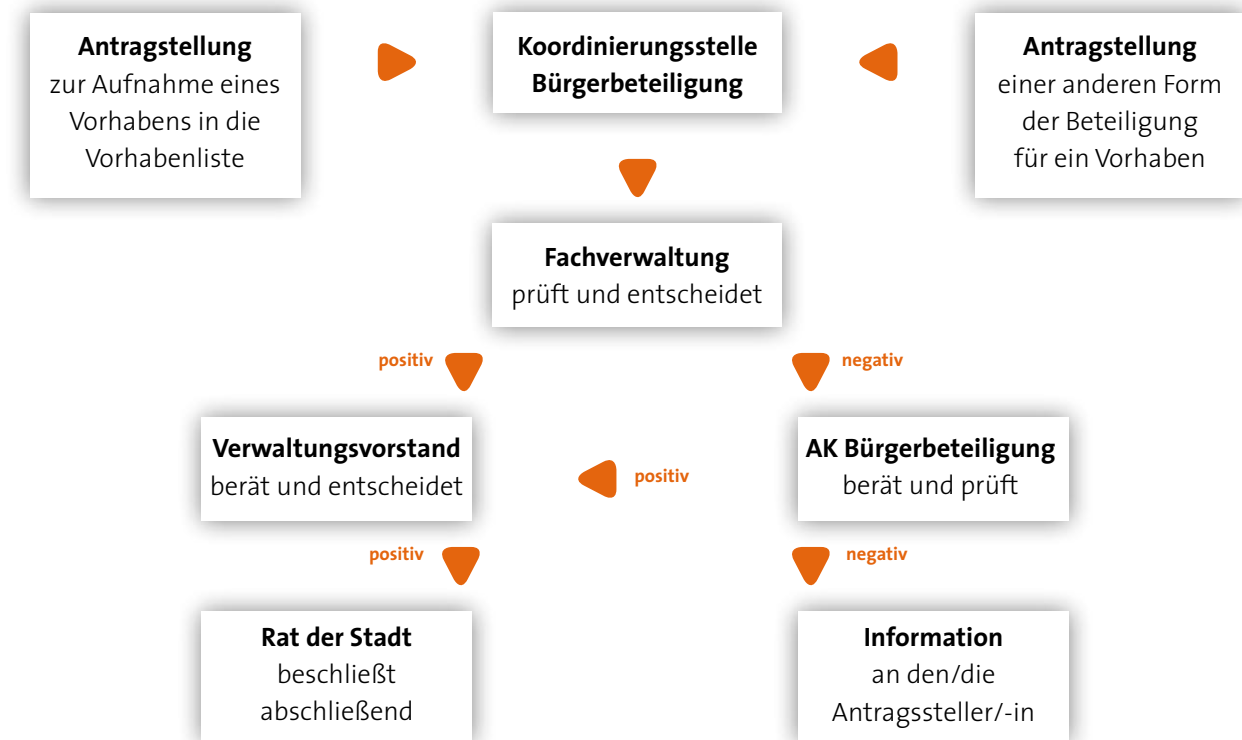 Antragstellung
zur Aufnahme eines
Vorhabens in die
Vorhabenliste
Koordinierungsstelle
Bürgerbeteiligung
Antragstellung
einer anderen Form
der Beteiligung
für ein Vorhaben
Fachverwaltung
prüft und entscheidet
positiv
negativ
Verwaltungsvorstand
berät und entscheidet
positiv
AK Bürgerbeteiligung
berät und prüft
positiv
negativ
Rat der Stadt
beschließt
abschließend
Information
an den/die
Antragssteller/-in